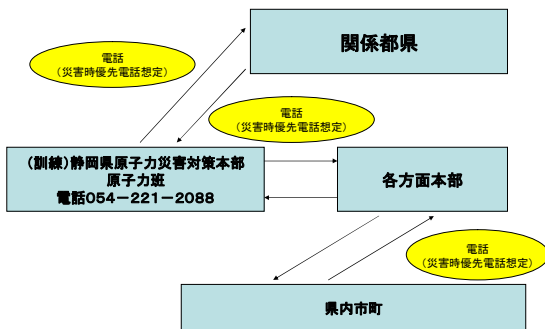 関係都県
電話
（災害時優先電話想定）
電話
（災害時優先電話想定）
（訓練）静岡県原子力災害対策本部
原子力班
電話０５４－２２１－２０８８
各方面本部
電話
（災害時優先電話想定）
県内市町